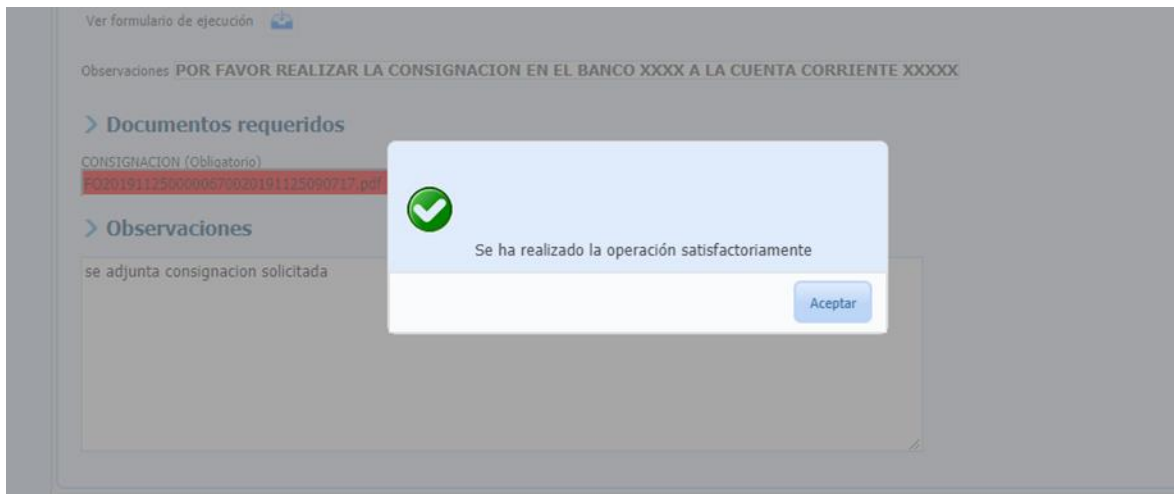 Ver formulario de ejecución
Observaciones POR FAVOR REALIZAR LA CONSIGNACION EN EL BANCO XXXX A LA CUENTA CORRIENTE XXXXX
> Documentos requeridos
CONSIGNACION (Obligatorio)
FO2019112500000670020191125090717.pdf
> Observaciones
se adjunta consignacion solicitada
Se ha realizado la operación satisfactoriamente
Aceptar